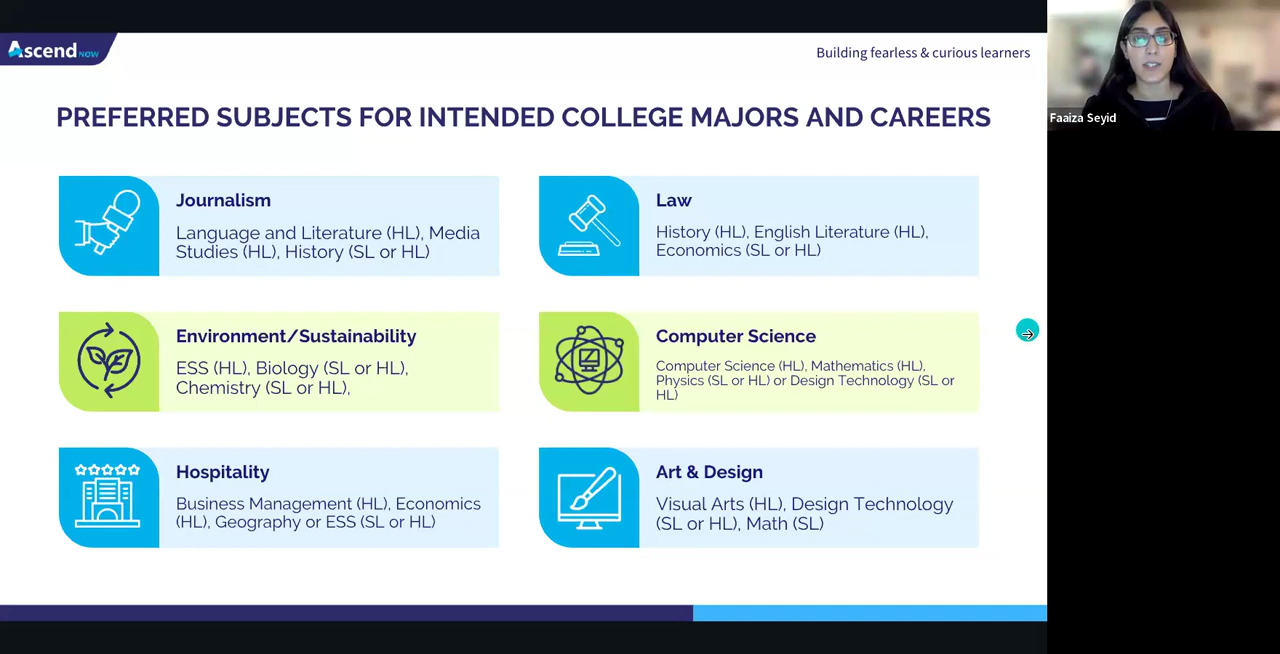 Ascend NOW
Building fearless & curious learners
Faaiza Seyid
PREFERRED SUBJECTS FOR INTENDED COLLEGE MAJORS AND CAREERS
Journalism
Language and Literature (HL), Media
Studies (HL), History (SL or HL)
Law
History (HL), English Literature (HL),
Economics (SL or HL)
Environment/Sustainability
ESS (HL), Biology (SL or HL),
Chemistry (SL or HL),
Computer Science
Computer Science (HL), Mathematics (HL),
Physics (SL or HL) or Design Technology (SL or
HL)
Hospitality
Business Management (HL), Economics
(HL), Geography or ESS (SL or HL)
Art & Design
Visual Arts (HL), Design Technology
(SL or HL), Math (SL)